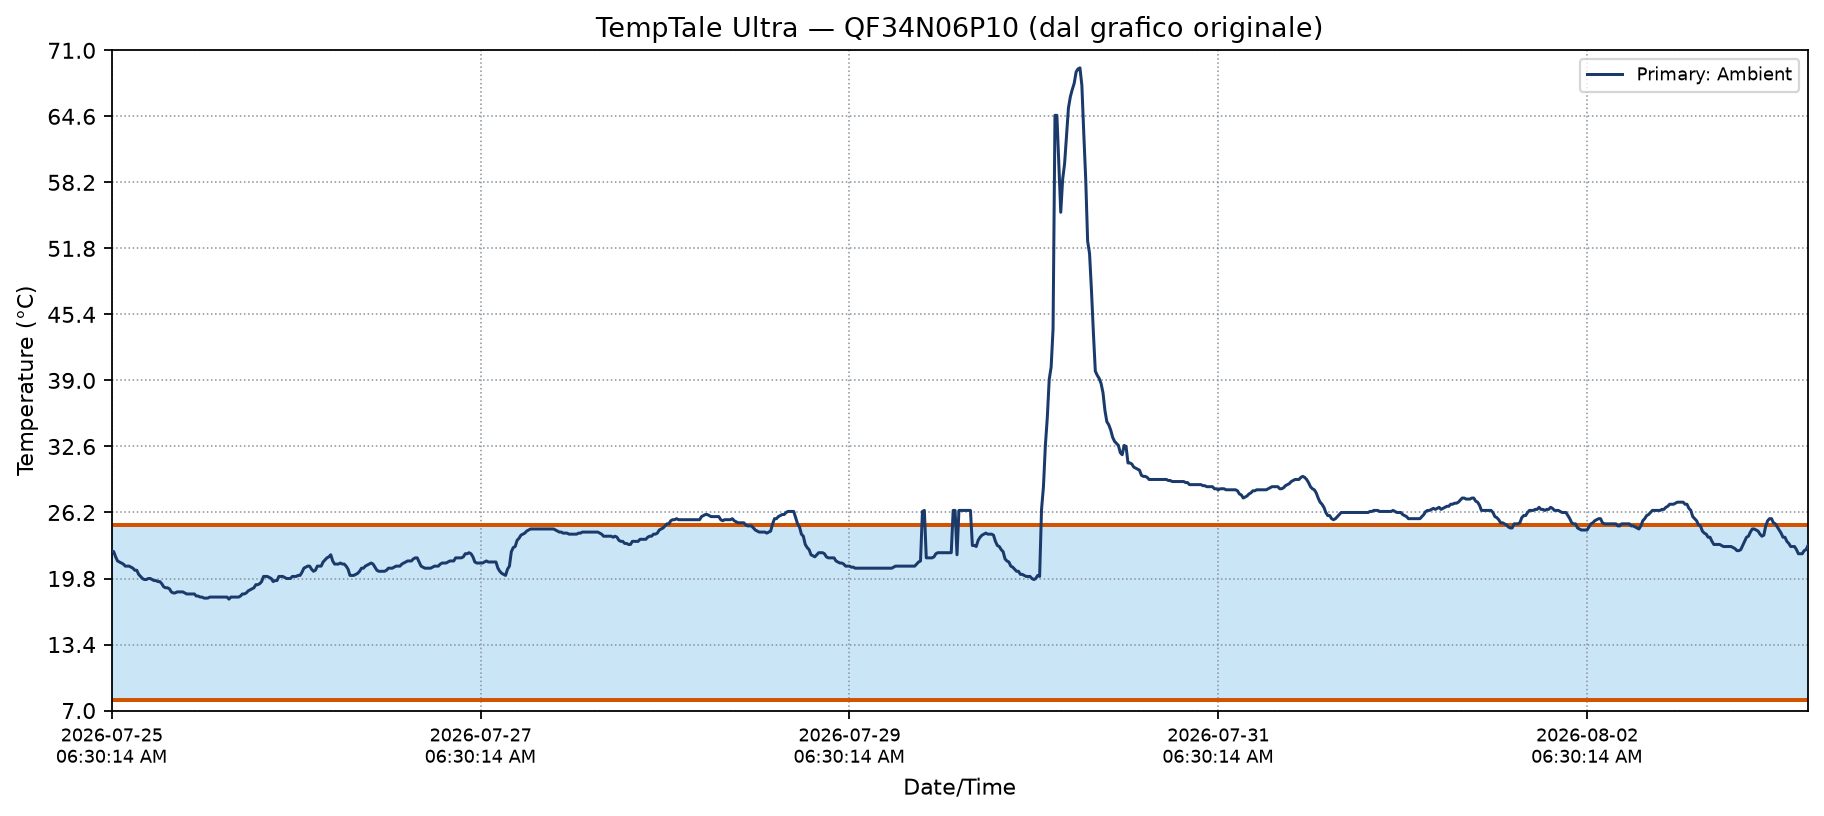 TempTale Ultra — QF34N06P10 (dal grafico originale)
Primary: Ambient
Temperature (°C)
71.0
64.6
58.2
51.8
45.4
39.0
32.6
26.2
19.8
13.4
7.0
2026-07-25
06:30:14 AM
2026-07-27
06:30:14 AM
2026-07-29
06:30:14 AM
2026-07-31
06:30:14 AM
2026-08-02
06:30:14 AM
Date/Time